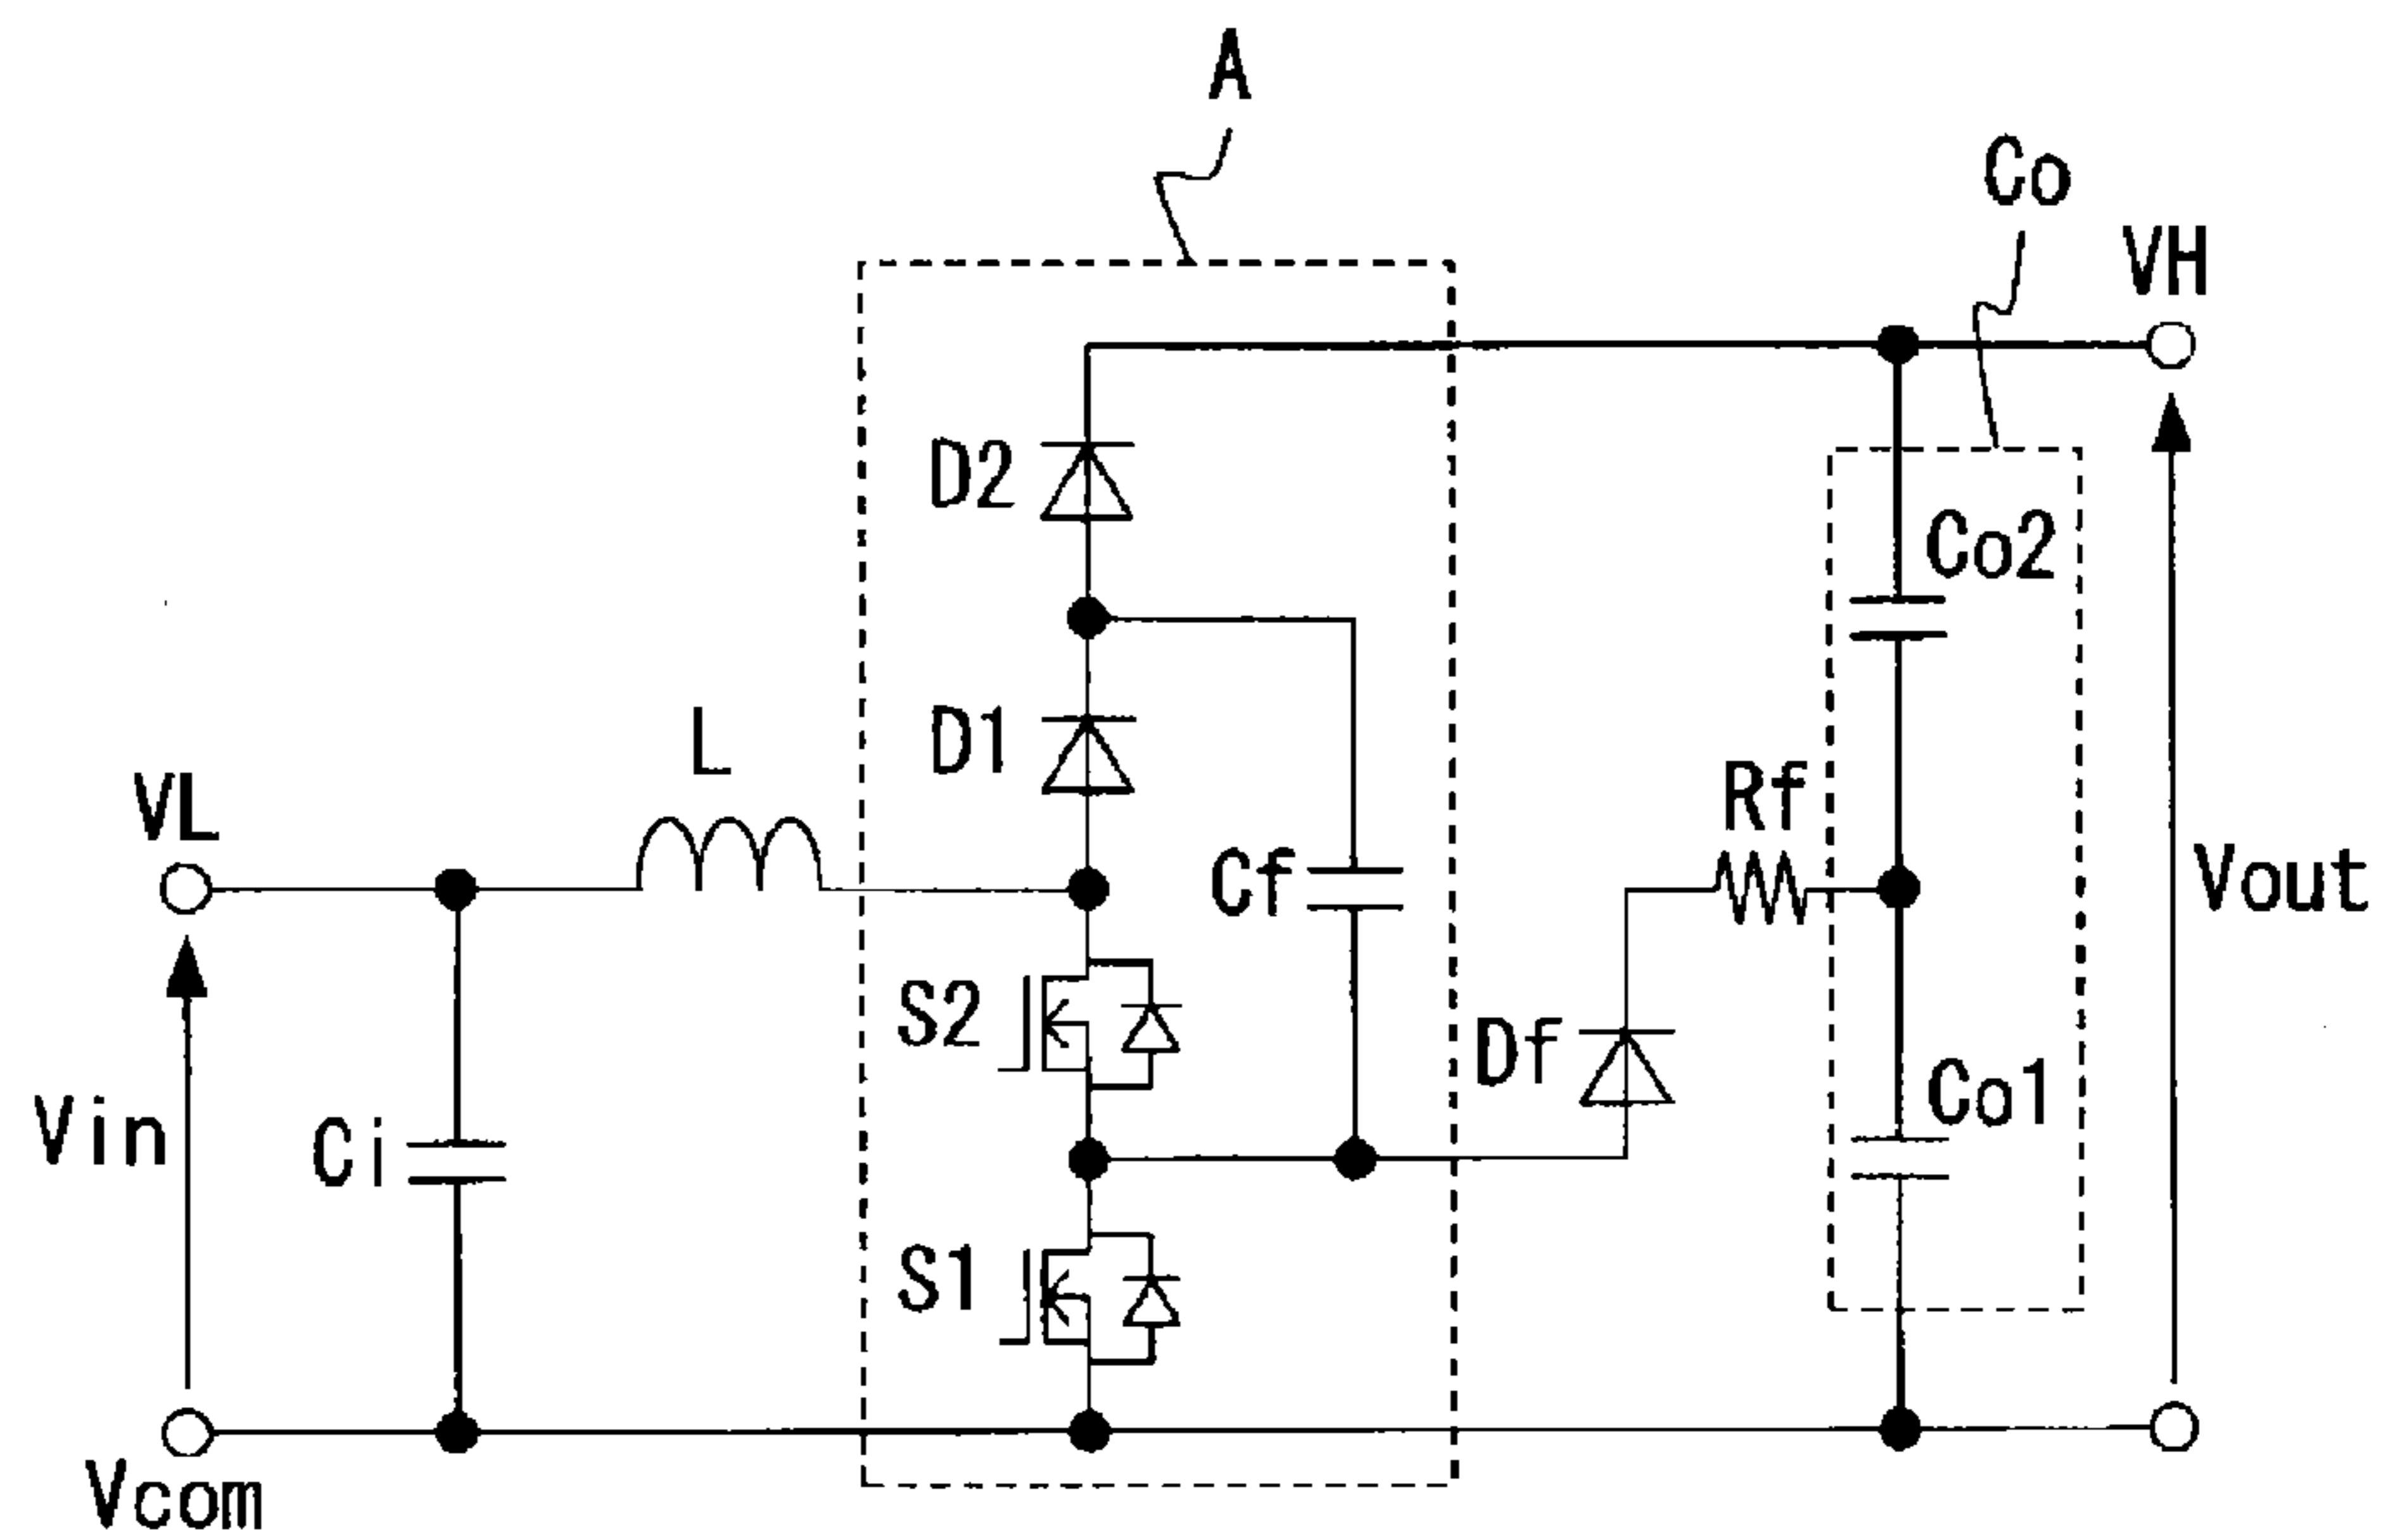 A
Co
VH
D2
Co2
D1
L
Rf
VL
Cf
Vout
S2
Df
Co1
Vin
Ci
S1
Vcom